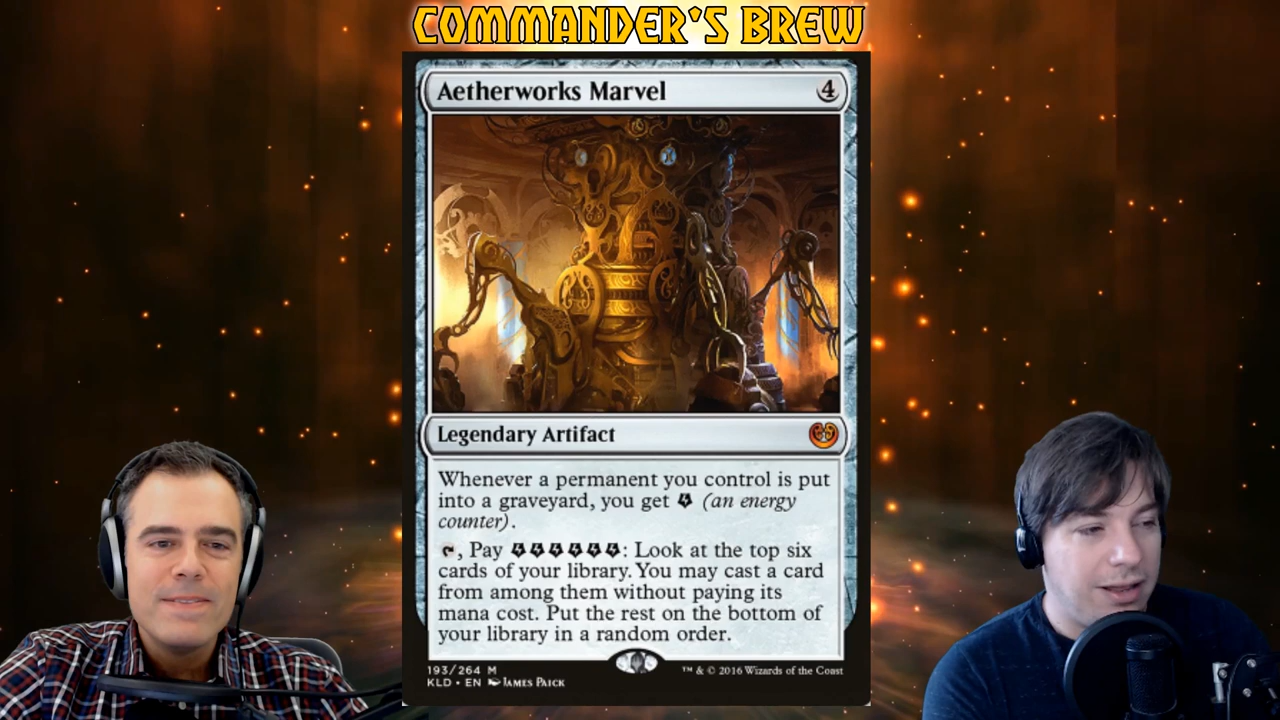 COMMANDER'S BREW
Aetherworks Marvel 4
Legendary Artifact
Whenever a permanent you control is put
into a graveyard, you get (an energy
counter).
, Pay : Look at the top six
cards of your library. You may cast a card
from among them without paying its
mana cost. Put the rest on the bottom of
your library in a random order.
193/264 M
KLD • EN James Paick
™ & © 2016 Wizards of the Coast